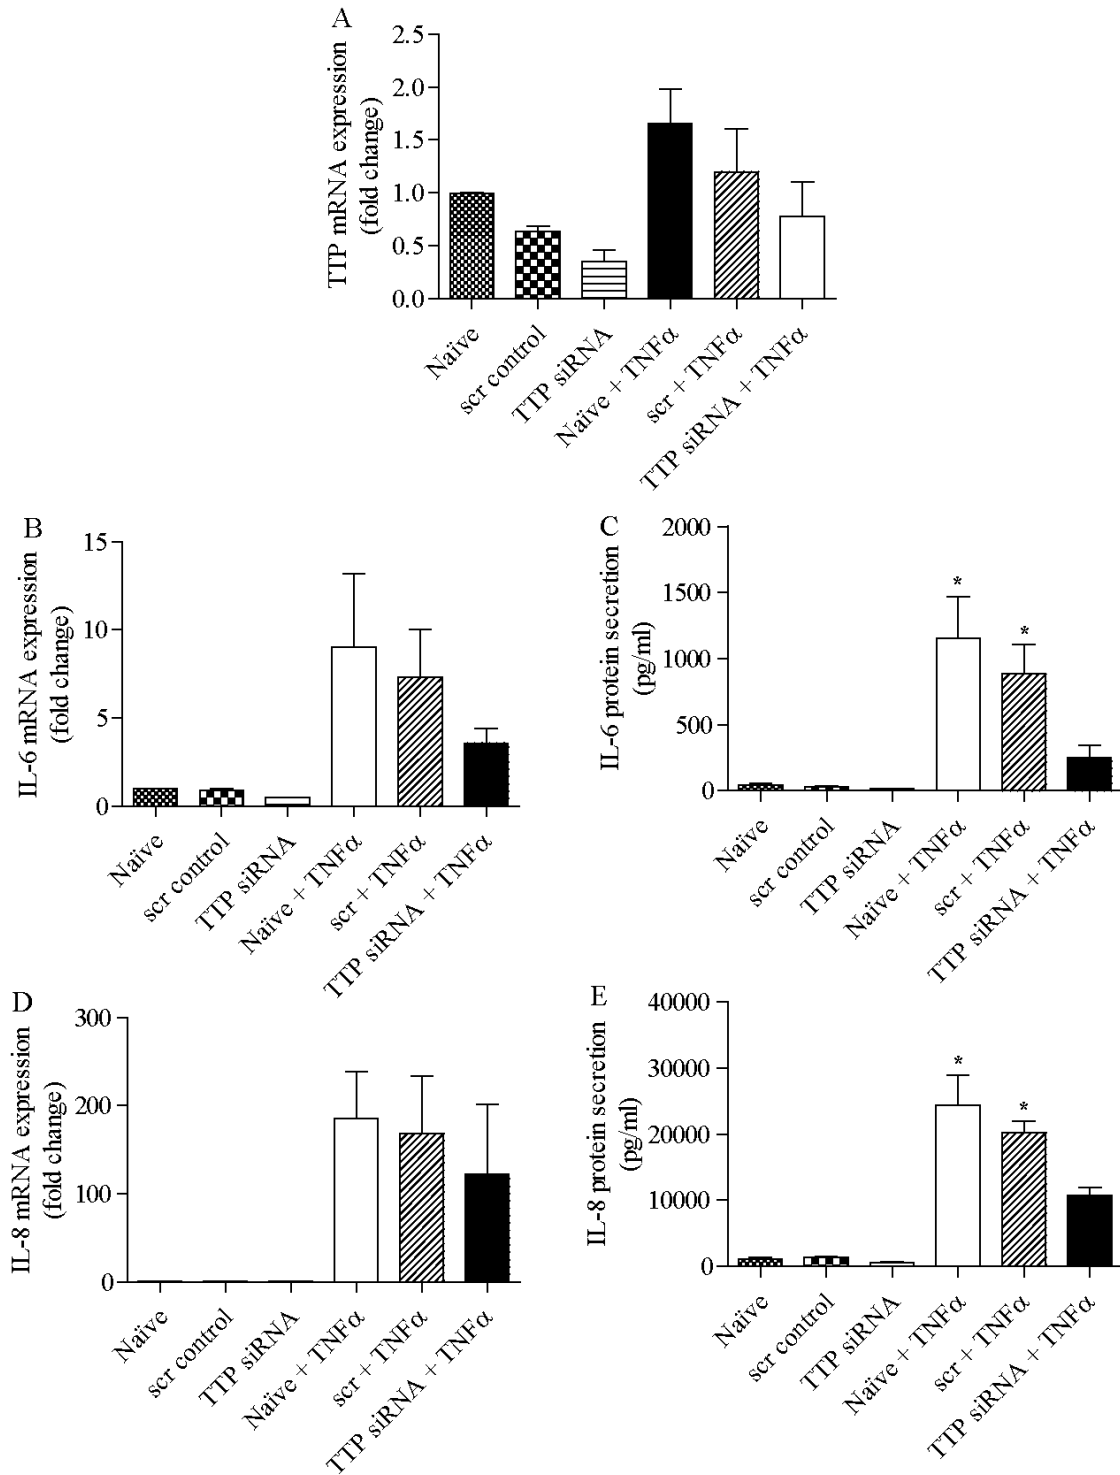 A
TTP mRNA expression
(fold change)
2.5
2.0
1.5
1.0
0.5
0.0
Naïve
scr control
TTP siRNA
Naïve + TNFα
scr + TNFα
TTP siRNA + TNFα
B
IL-6 mRNA expression
(fold change)
15
10
5
0
Naïve
scr control
TTP siRNA
Naïve + TNFα
scr + TNFα
TTP siRNA + TNFα
C
IL-6 protein secretion
(pg/ml)
2000
1500
1000
500
0
*
*
Naïve
scr control
TTP siRNA
Naïve + TNFα
scr + TNFα
TTP siRNA + TNFα
D
IL-8 mRNA expression
(fold change)
300
200
100
0
Naïve
scr control
TTP siRNA
Naïve + TNFα
scr + TNFα
TTP siRNA + TNFα
E
IL-8 protein secretion
(pg/ml)
40000
30000
20000
10000
0
*
*
Naïve
scr control
TTP siRNA
Naïve + TNFα
scr + TNFα
TTP siRNA + TNFα